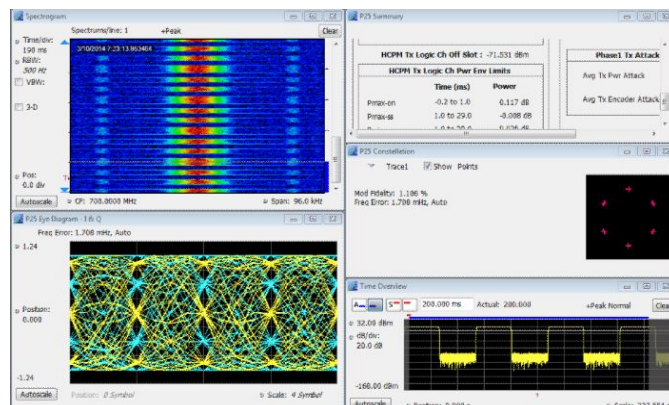 Spectrogram
Spectrums/line: 1
+Peak
Clear
Time/div:
198 ms
RBW:
300 Hz
VBW:
3-D
Pos:
0.0 div
3/10/2014 7:23:13.863464
Autoscale
CF: 700.0000 MHz
Span: 96.0 kHz
P25 Eye Diagram - I & Q
Freq Error: 1.708 mHz, Auto
1.24
Position:
0.000
-1.24
Autoscale
Position: 0 Symbol
Scale: 4 Symbol
P25 Summary
HCPM Tx Logic Ch Off Slot : -71.531 dBm
HCPM Tx Logic Ch Pwr Env Limits
Time (ms) Power
Pmax-on -0.2 to 1.0 0.117 dB
Pmax-ss 1.0 to 29.0 -0.088 dB
Phase1 Tx Attack
Avg Tx Pwr Attack
Avg Tx Encoder Attack
P25 Constellation
Trace1
Show Points
Mod Fidelity: 1.106 %
Freq Error: 1.708 mHz, Auto
Time Overview
200.000 ms
Actual: 200.000
+Peak Normal
Clear
32.00 dBm
dB/div:
20.0 dB
-160.00 dBm
Autoscale